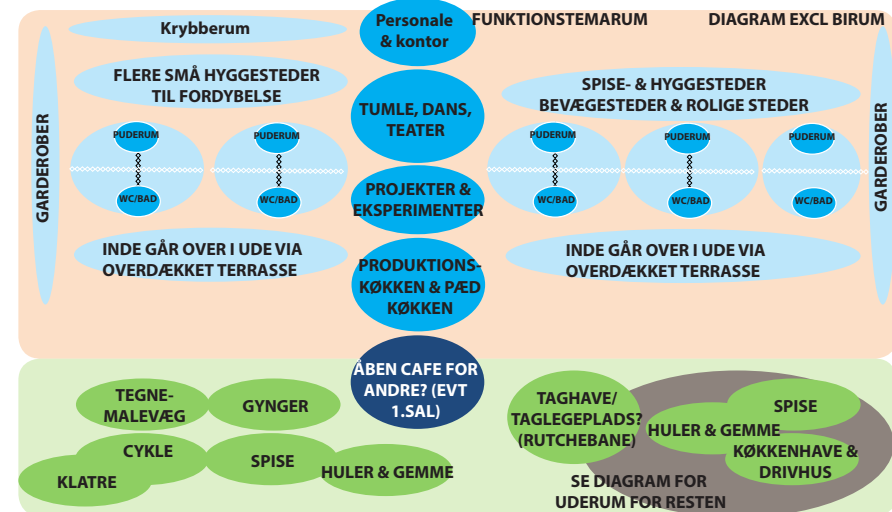 Personale
& kontor
FUNKTIONSTEMARUM
DIAGRAM EXCL BIRUM
Krybberum
FLERE SMÅ HYGGESTEDER
TIL FORDYBELSE
TUMLE, DANS,
TEATER
SPISE- & HYGGESTEDER
BEVÆGESTEDER & ROLIGE STEDER
GARDEROBER
GARDEROBER
PUDERUM
PUDERUM
PUDERUM
PUDERUM
PUDERUM
WC/BAD
WC/BAD
WC/BAD
WC/BAD
WC/BAD
PROJEKTER &
EKSPERIMENTER
INDE GÅR OVER I UDE VIA
OVERDÆKKET TERRASSE
PRODUKTIONS-
KØKKEN & PÆD
KØKKEN
INDE GÅR OVER I UDE VIA
OVERDÆKKET TERRASSE
ÅBEN CAFE FOR
ANDRE? (EVT
1.SAL)
TEGNE-
MALEVÆG
GYNGER
CYKLE
KLATRE
SPISE
HULER & GEMME
TAGHAVE/
TAGLEGEPLADS?
(RUTCHEBANE)
HULER & GEMME
SPISE
KØKKENHAVE &
DRIVHUS
SE DIAGRAM FOR
UDERUM FOR RESTEN